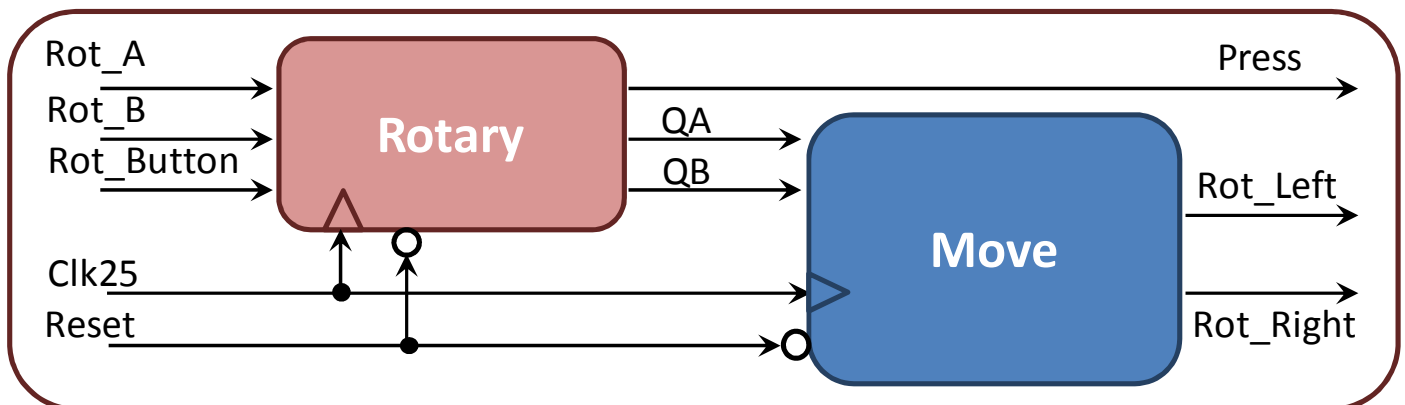 Rot_A
Press
Rot_B
QA
Rotary
Rot_Button
QB
Rot_Left
Move
Clk25
Reset
Rot_Right